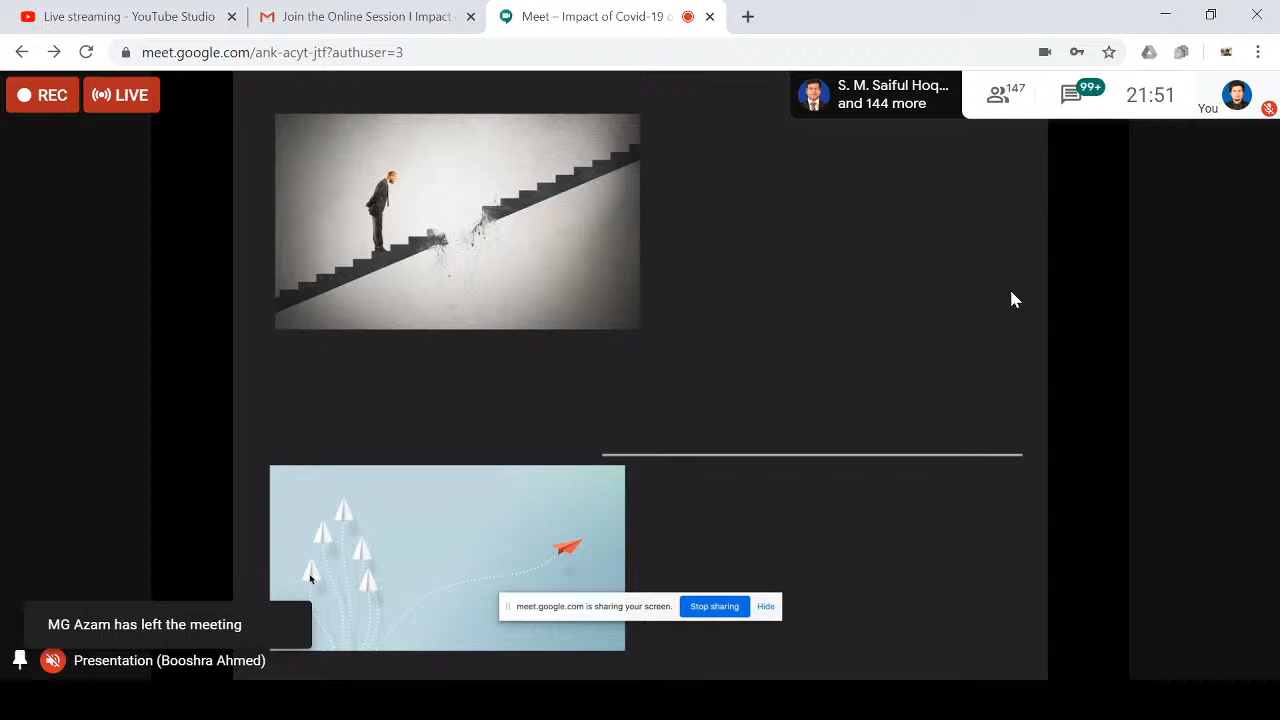 Live streaming - YouTube Studio
Join the Online Session I Impact
Meet – Impact of Covid-19 o
meet.google.com/ank-acyt-jtf?authuser=3
REC
LIVE
S. M. Saiful Hoq...
and 144 more
147
99+
21:51
You
meet.google.com is sharing your screen.
Stop sharing
Hide
MG Azam has left the meeting
Presentation (Booshra Ahmed)